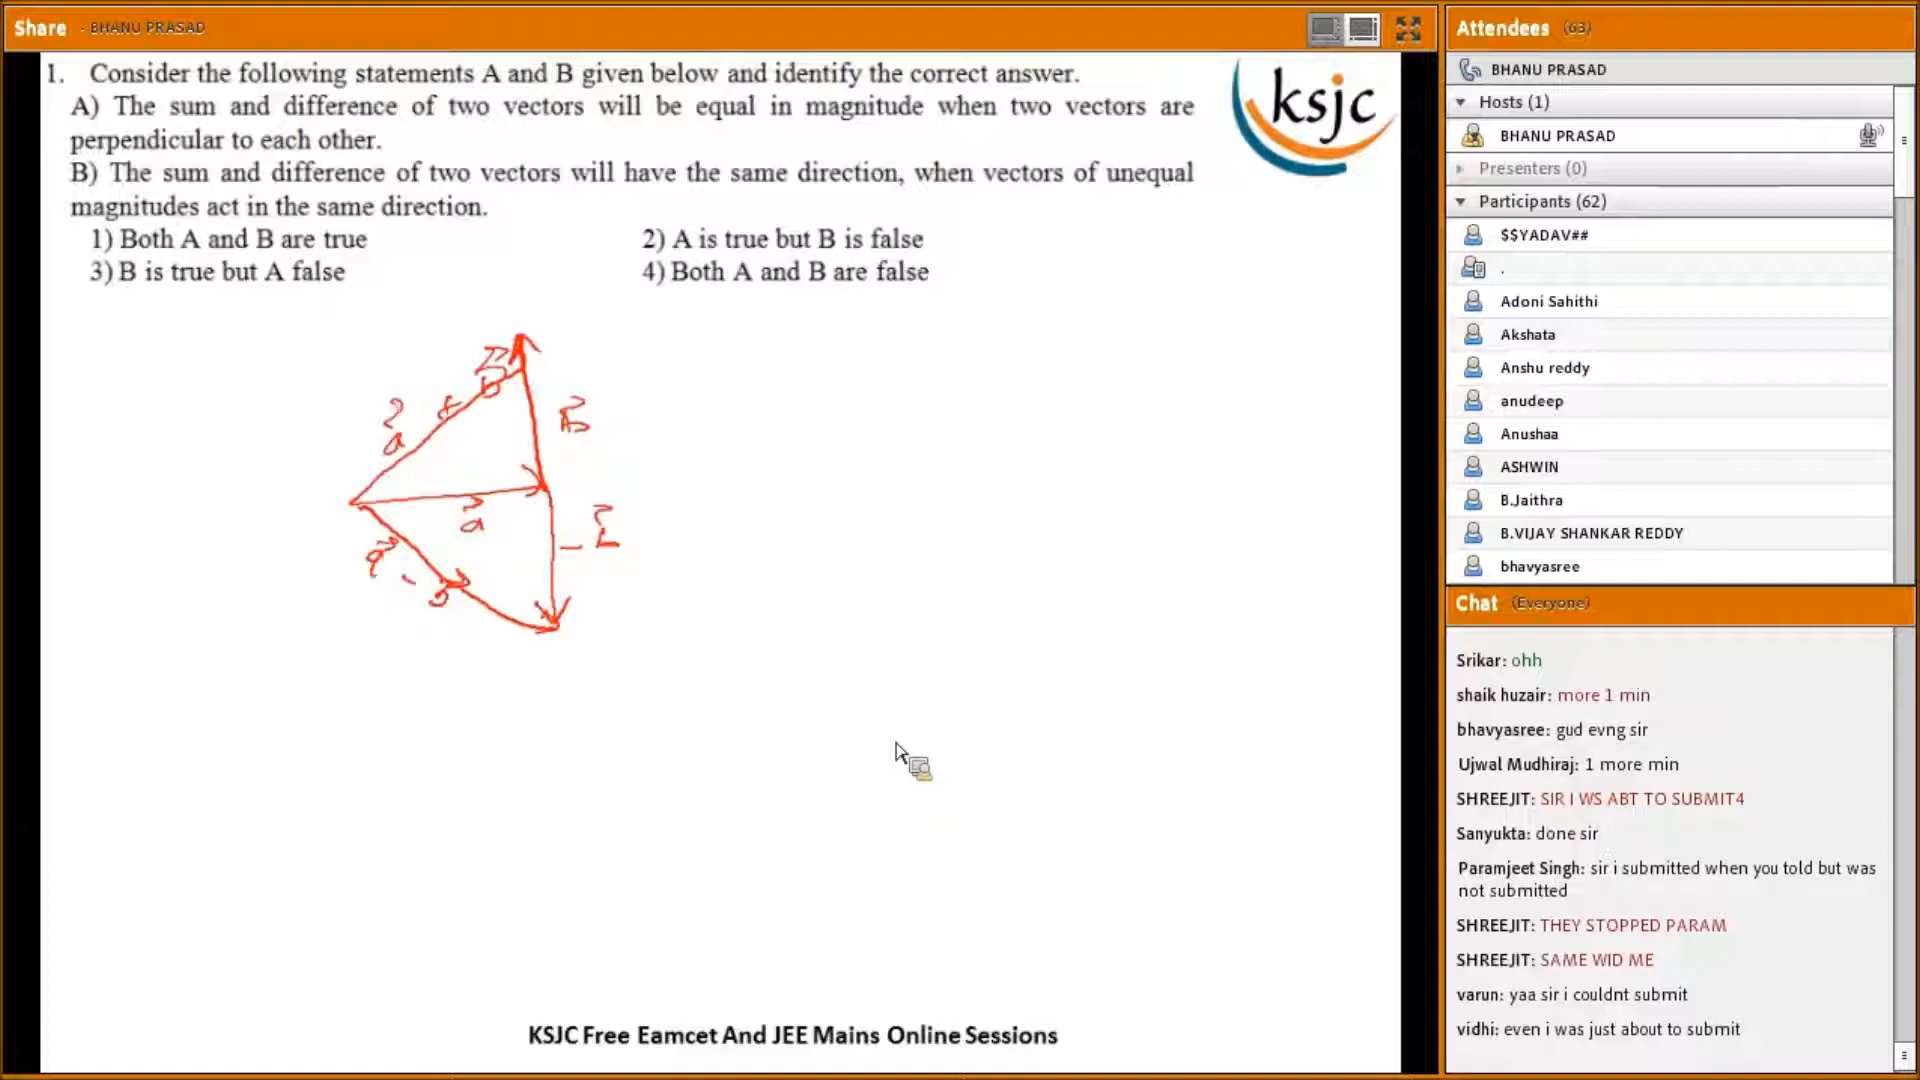 Share - BHANU PRASAD
1. Consider the following statements A and B given below and identify the correct answer.
A) The sum and difference of two vectors will be equal in magnitude when two vectors are
perpendicular to each other.
B) The sum and difference of two vectors will have the same direction, when vectors of unequal
magnitudes act in the same direction.
1) Both A and B are true 2) A is true but B is false
3) B is true but A false 4) Both A and B are false
ksjc
a
KSJC Free Eamcet And JEE Mains Online Sessions
Attendees (63)
BHANU PRASAD
Hosts (1)
BHANU PRASAD
Presenters (0)
Participants (62)
$$YADAV##
.
Adoni Sahithi
Akshata
Anshu reddy
anudeep
Anushaa
ASHWIN
B.Jaithra
B.VIJAY SHANKAR REDDY
bhavyasree
Chat (Everyone)
Srikar: ohh
shaik huzair: more 1 min
bhavyasree: gud evng sir
Ujwal Mudhiraj: 1 more min
SHREEJIT: SIR I WS ABT TO SUBMIT4
Sanyukta: done sir
Paramjeet Singh: sir i submitted when you told but was
not submitted
SHREEJIT: THEY STOPPED PARAM
SHREEJIT: SAME WID ME
varun: yaa sir i couldnt submit
vidhi: even i was just about to submit